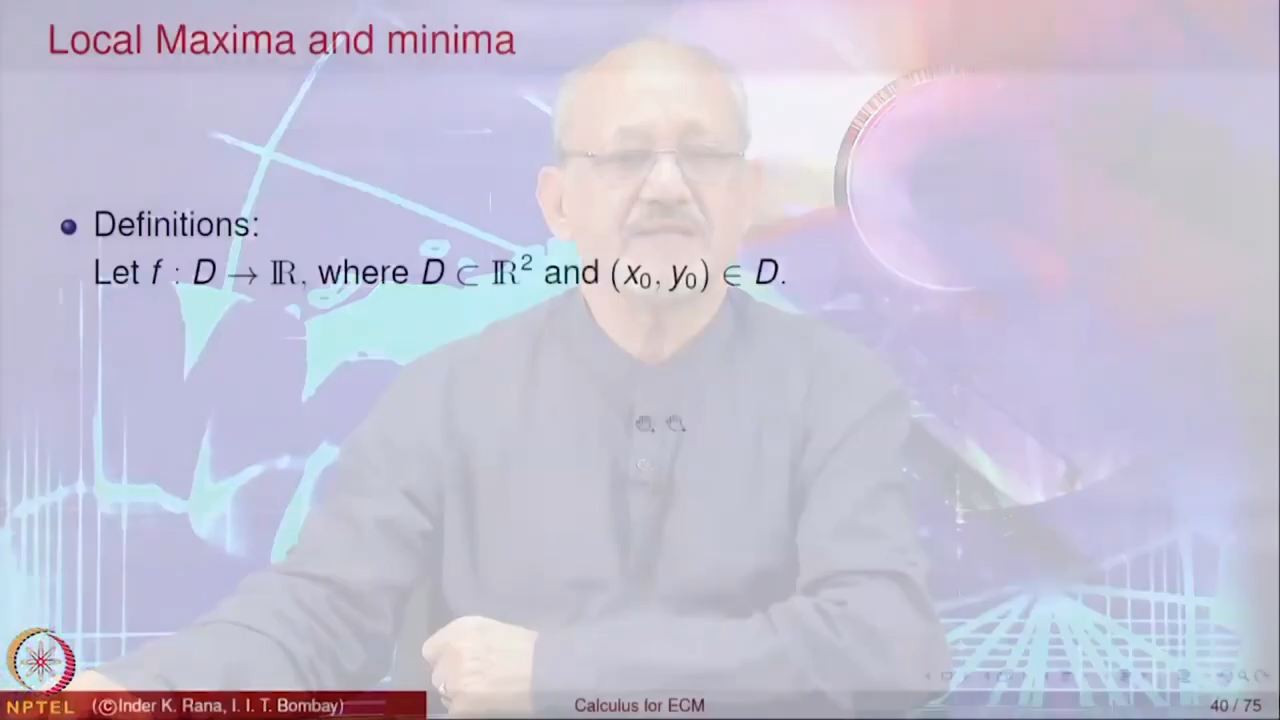 Local Maxima and minima
Definitions:
Let f : D → ℝ, where D ⊂ ℝ² and (x₀, y₀) ∈ D.
NPTEL
(©Inder K. Rana, I. I. T. Bombay)
Calculus for ECM
40 / 75